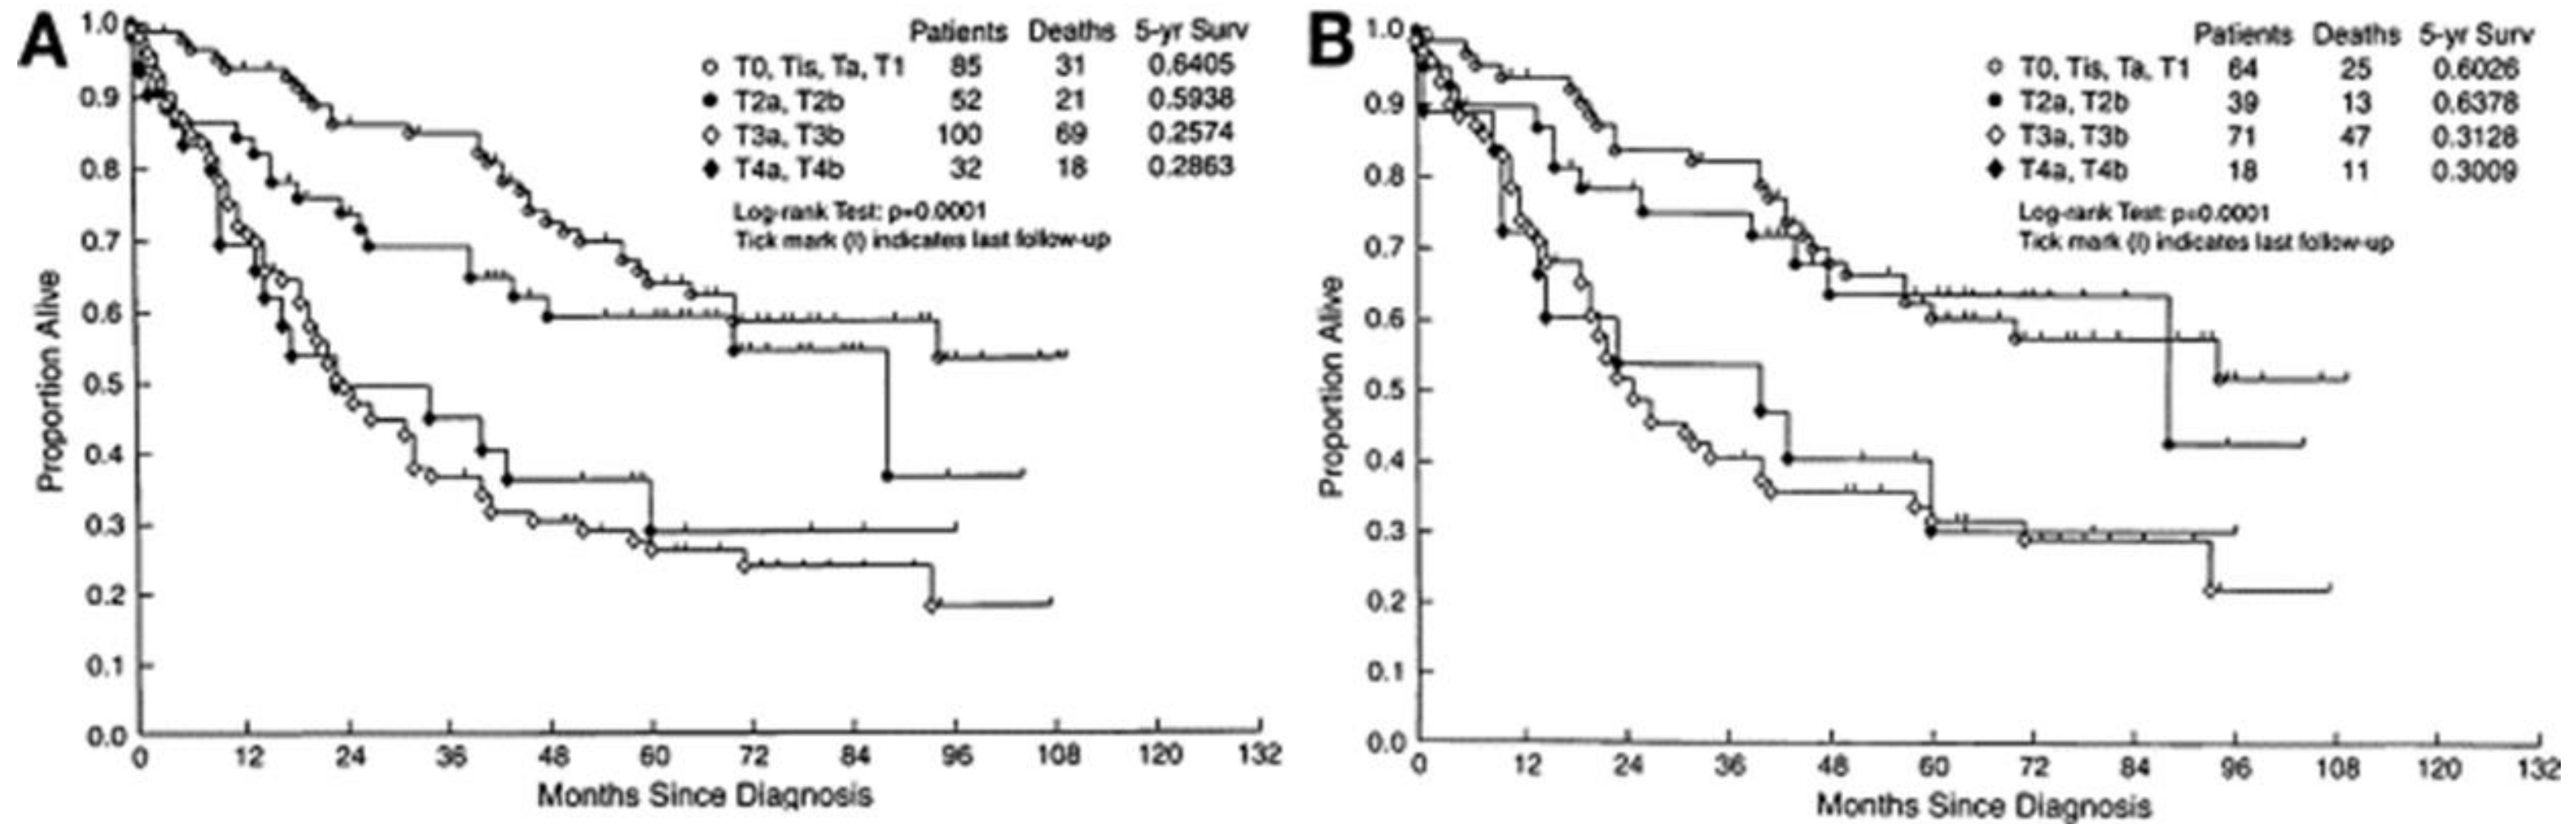 A
Patients Deaths 5-yr Surv
T0, Tis, Ta, T1 85 31 0.6405
T2a, T2b 52 21 0.5938
T3a, T3b 100 69 0.2574
T4a, T4b 32 18 0.2863
Log-rank Test: p=0.0001
Tick mark (I) indicates last follow-up
Proportion Alive
1.0
0.9
0.8
0.7
0.6
0.5
0.4
0.3
0.2
0.1
0.0
0 12 24 36 48 60 72 84 96 108 120 132
Months Since Diagnosis
B
Patients Deaths 5-yr Surv
T0, Tis, Ta, T1 64 25 0.6026
T2a, T2b 39 13 0.6378
T3a, T3b 71 47 0.3128
T4a, T4b 18 11 0.3009
Log-rank Test: p=0.0001
Tick mark (I) indicates last follow-up
Proportion Alive
1.0
0.9
0.8
0.7
0.6
0.5
0.4
0.3
0.2
0.1
0.0
0 12 24 36 48 60 72 84 96 108 120 132
Months Since Diagnosis